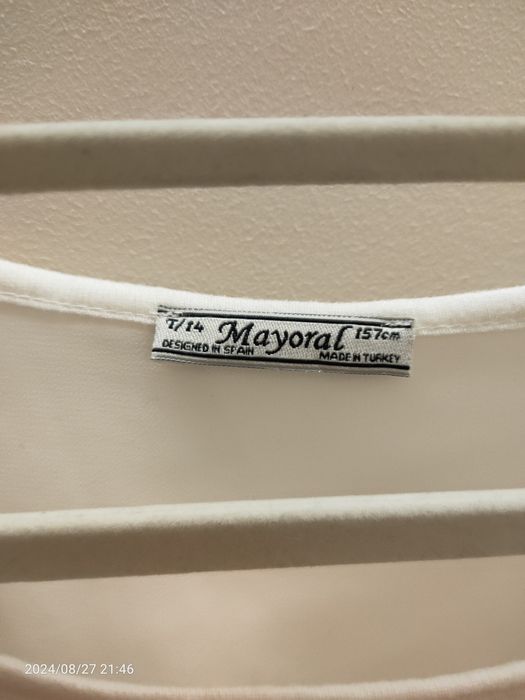 T/14 Mayoral 157cm
DESIGNED IN SPAIN MADE IN TURKEY
2024/08/27 21:46